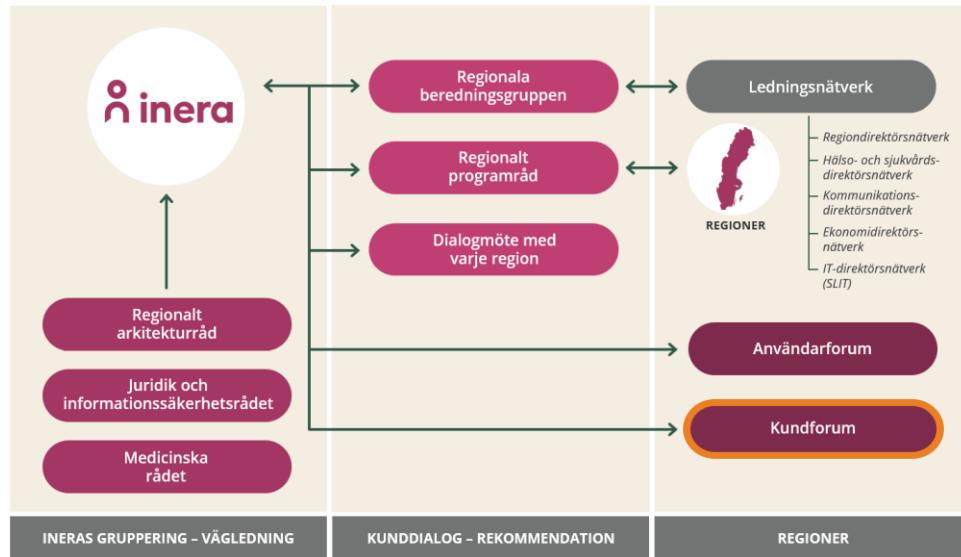 inera
Regionalt
arkitekturråd
Juridik och
informationssäkerhetsrådet
Medicinska
rådet
INERAS GRUPPERING – VÄGLEDNING
Regionala
beredningsgruppen
Regionalt
programråd
Dialogmöte med
varje region
KUNDDIALOG – REKOMMENDATION
Ledningsnätverk
Regiondirektörsnätverk
Hälso- och sjukvårds-
direktörsnätverk
Kommunikations-
direktörsnätverk
Ekonomidirektörs-
nätverk
IT-direktörsnätverk
(SLIT)
REGIONER
Användarforum
Kundforum
REGIONER